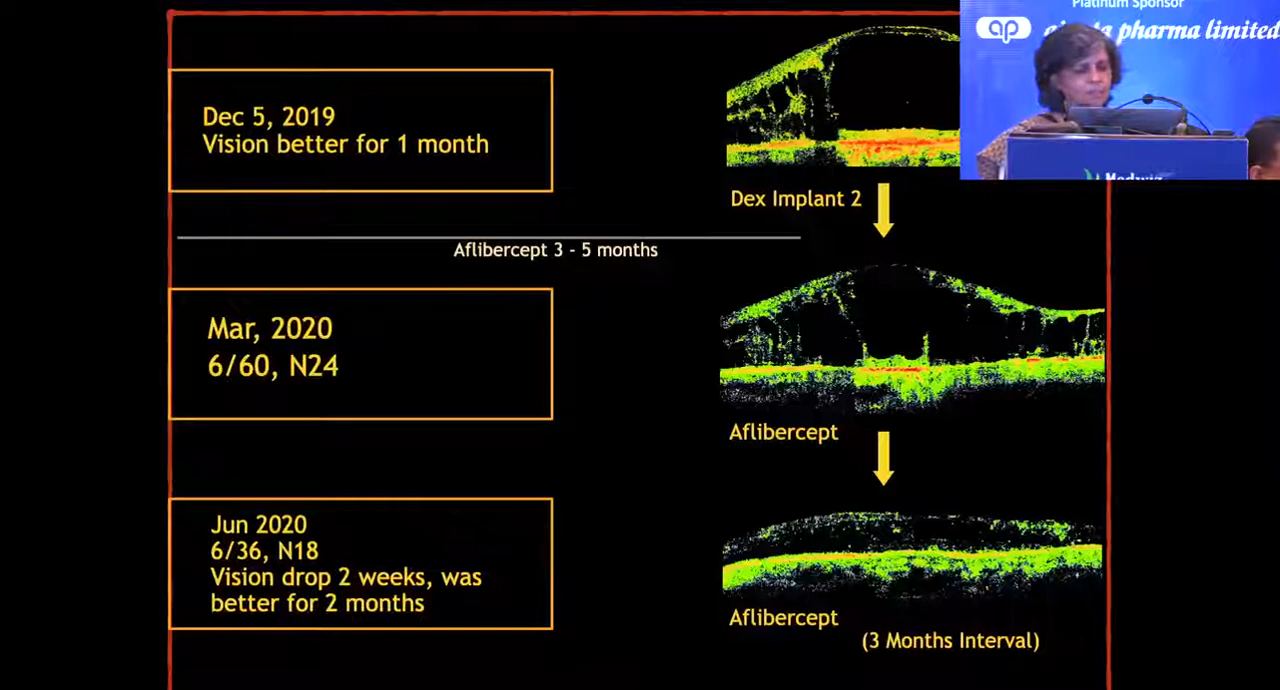 Platinum Sponsor
ap
pharma limited
Dec 5, 2019
Vision better for 1 month
Dex Implant 2
Aflibercept 3 - 5 months
Mar, 2020
6/60, N24
Aflibercept
Jun 2020
6/36, N18
Vision drop 2 weeks, was
better for 2 months
Aflibercept
(3 Months Interval)